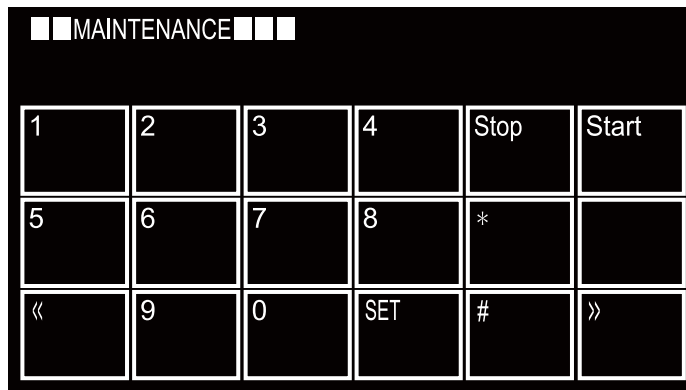 ■■MAINTENANCE■■■
1 2 3 4 Stop Start
5 6 7 8 *
« 9 0 SET # »